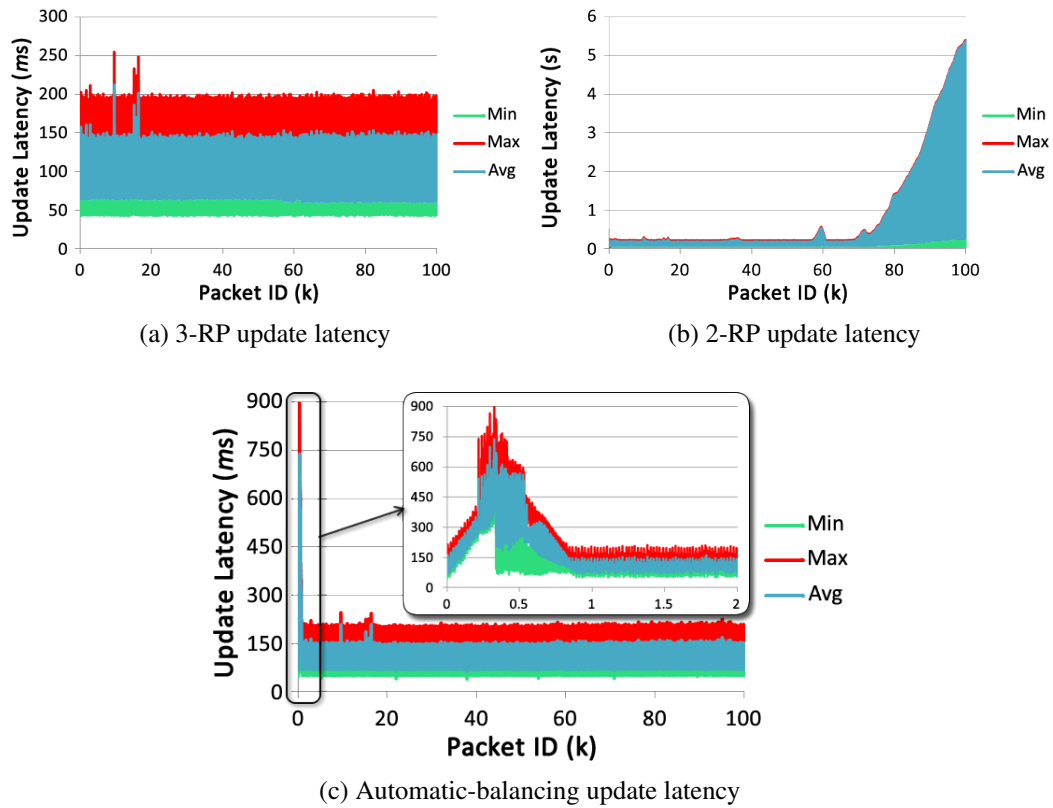 300
250
200
150
100
50
0
Update Latency (ms)
0 20 40 60 80 100
Packet ID (k)
Min
Max
Avg
(a) 3-RP update latency
6
5
4
3
2
1
0
Update Latency (s)
0 20 40 60 80 100
Packet ID (k)
Min
Max
Avg
(b) 2-RP update latency
900
750
600
450
300
150
0
Update Latency (ms)
0 20 40 60 80 100
Packet ID (k)
900
750
600
450
300
150
0
0 0.5 1 1.5 2
Min
Max
Avg
(c) Automatic-balancing update latency